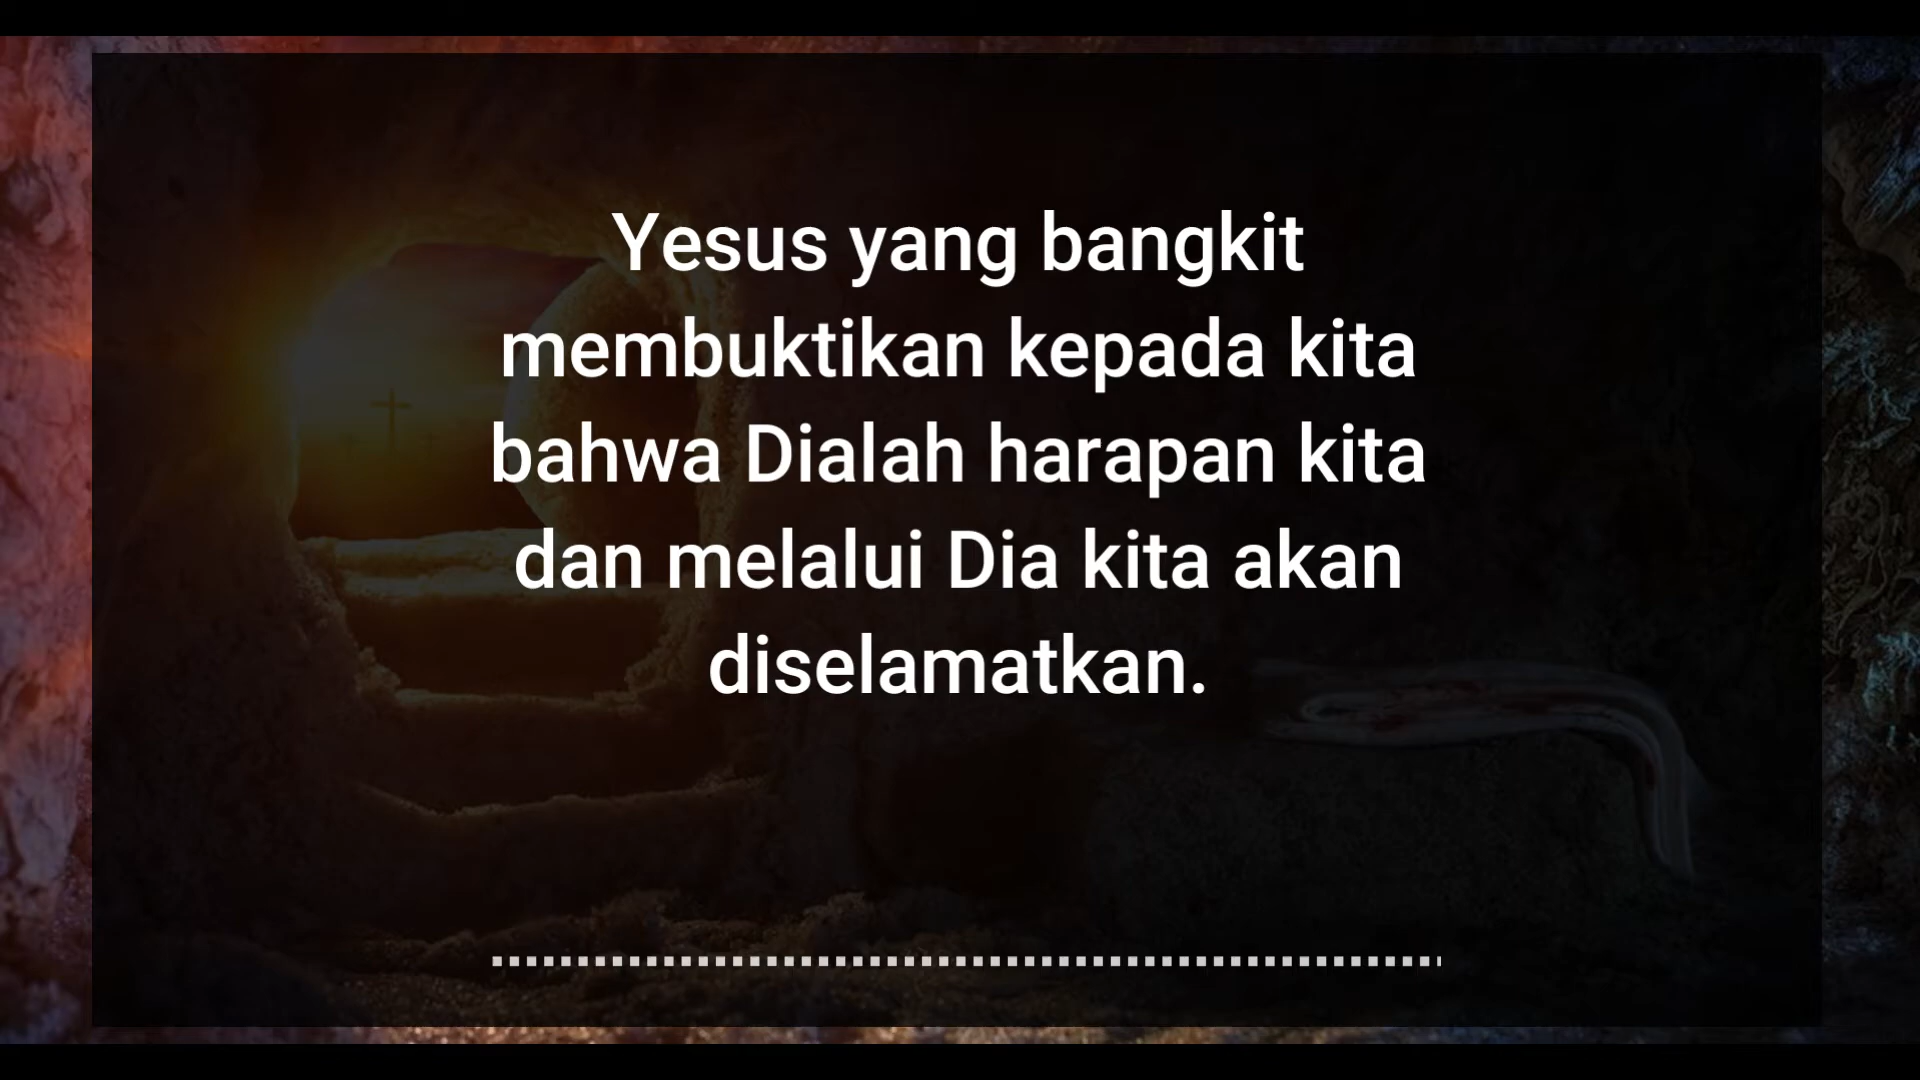 Yesus yang bangkit
membuktikan kepada kita
bahwa Dialah harapan kita
dan melalui Dia kita akan
diselamatkan.